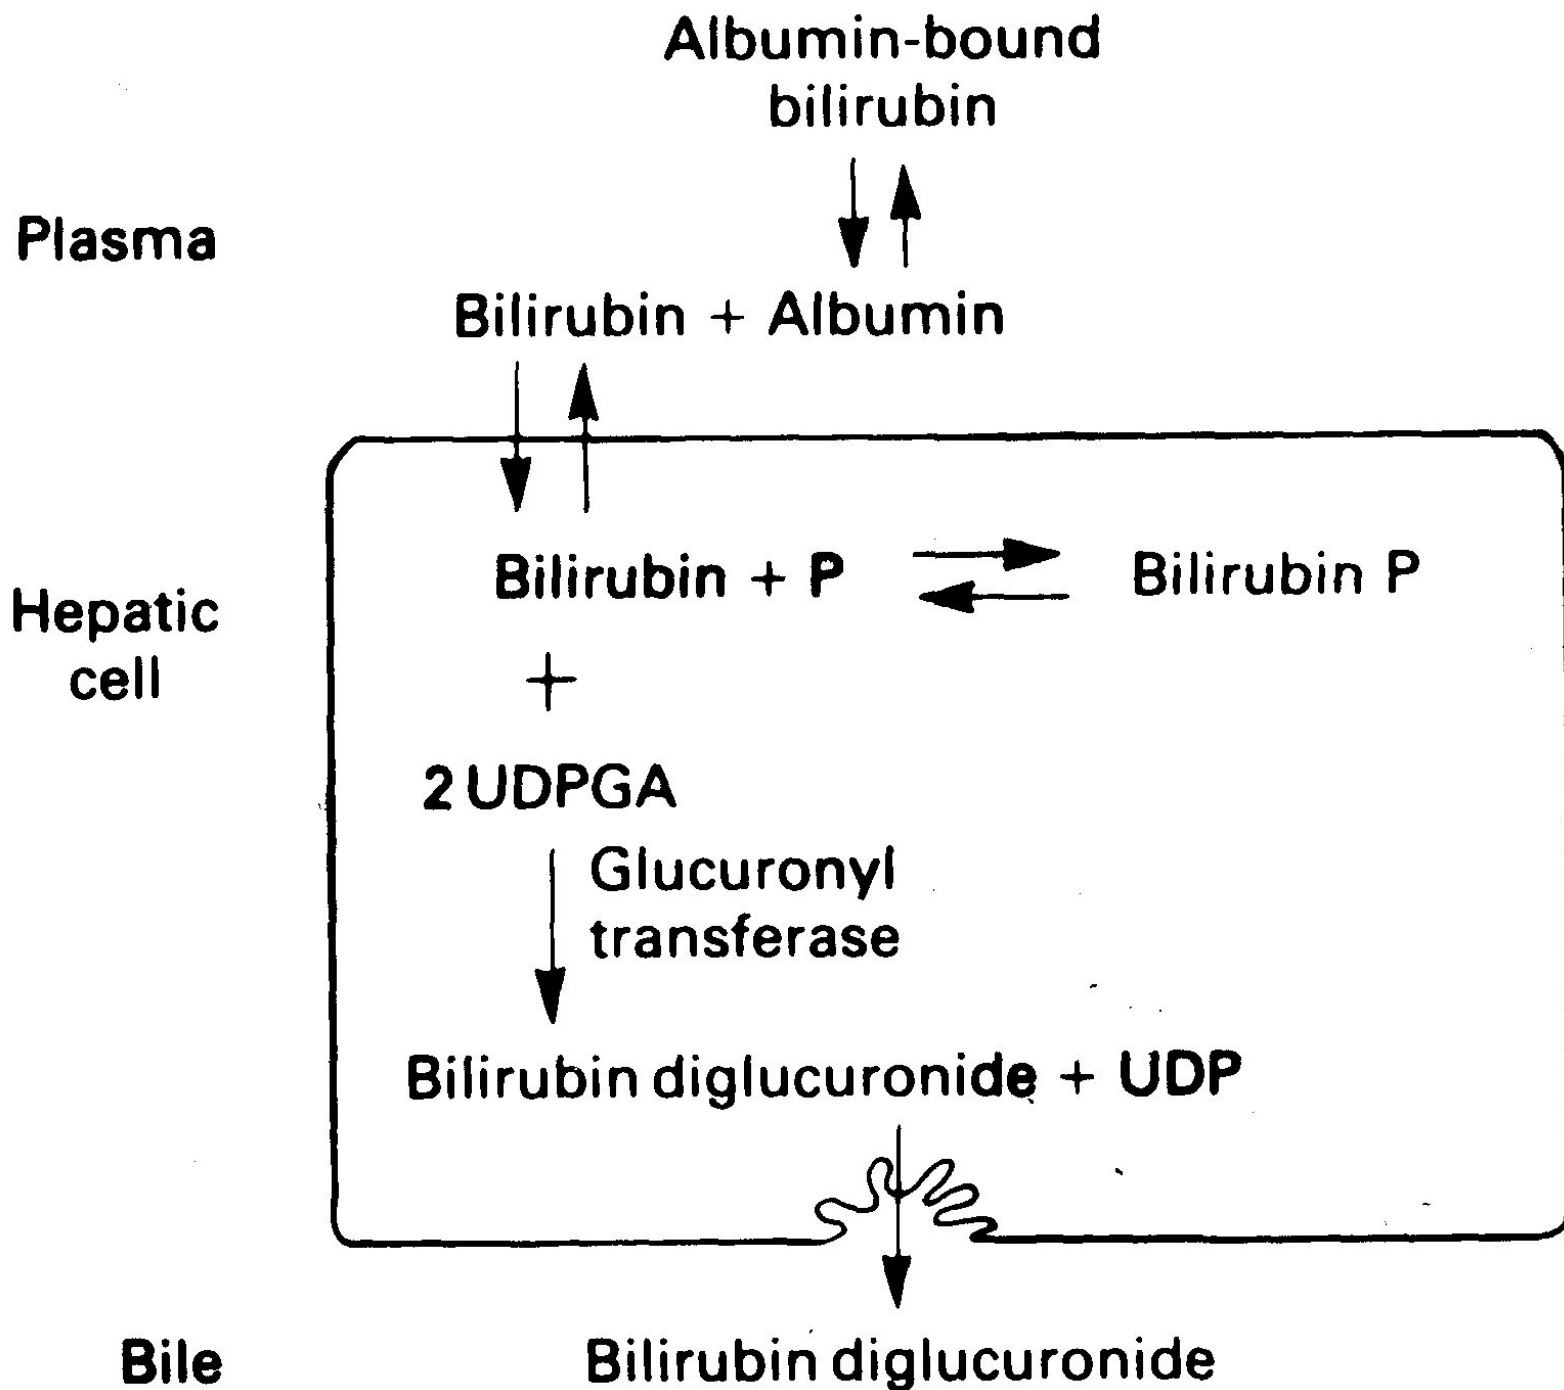 Albumin-bound
bilirubin
Plasma
Bilirubin + Albumin
Bilirubin + P
Bilirubin P
Hepatic
cell
+
2 UDPGA
Glucuronyl
transferase
Bilirubin diglucuronide + UDP
Bile
Bilirubin diglucuronide